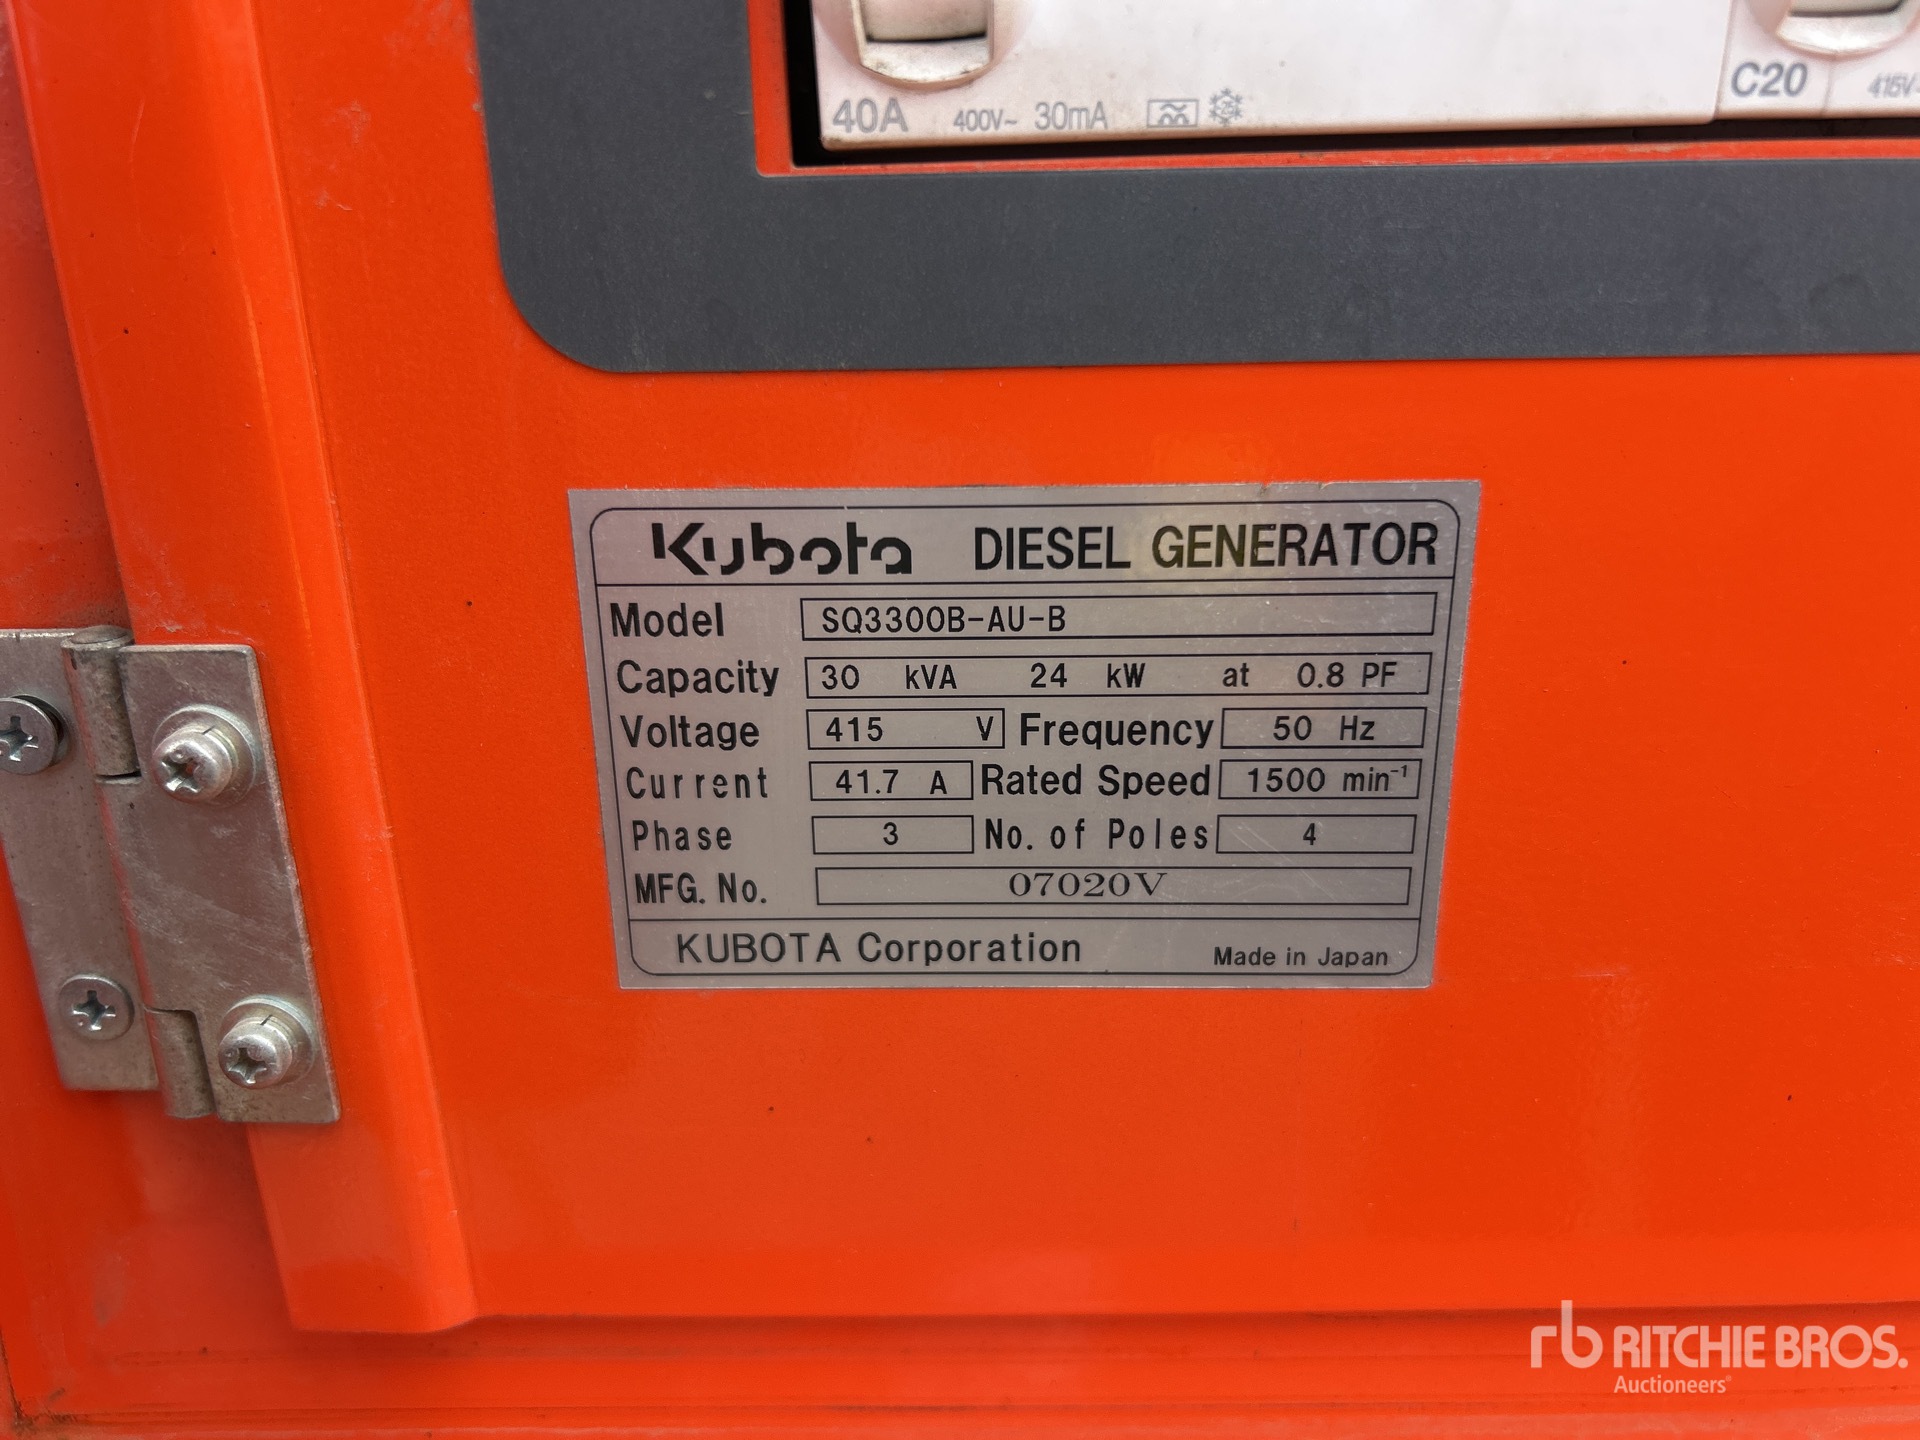 40A 400V~ 30mA
C20 415V~
Kubota DIESEL GENERATOR
Model SQ3300B-AU-B
Capacity 30 kVA 24 kW at 0.8 PF
Voltage 415 V Frequency 50 Hz
Current 41.7 A Rated Speed 1500 min⁻¹
Phase 3 No. of Poles 4
MFG. No. 07020V
KUBOTA Corporation Made in Japan
rb RITCHIE BROS.
Auctioneers®